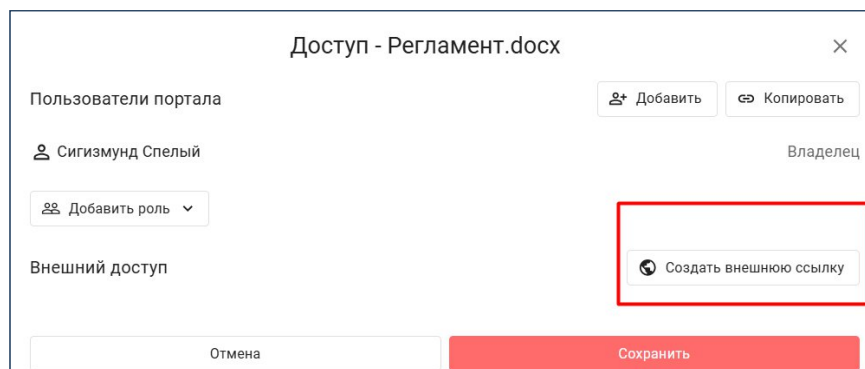 Доступ - Регламент.docx
Пользователи портала
Добавить
Копировать
Сигизмунд Спелый
Владелец
Добавить роль
Внешний доступ
Создать внешнюю ссылку
Отмена
Сохранить